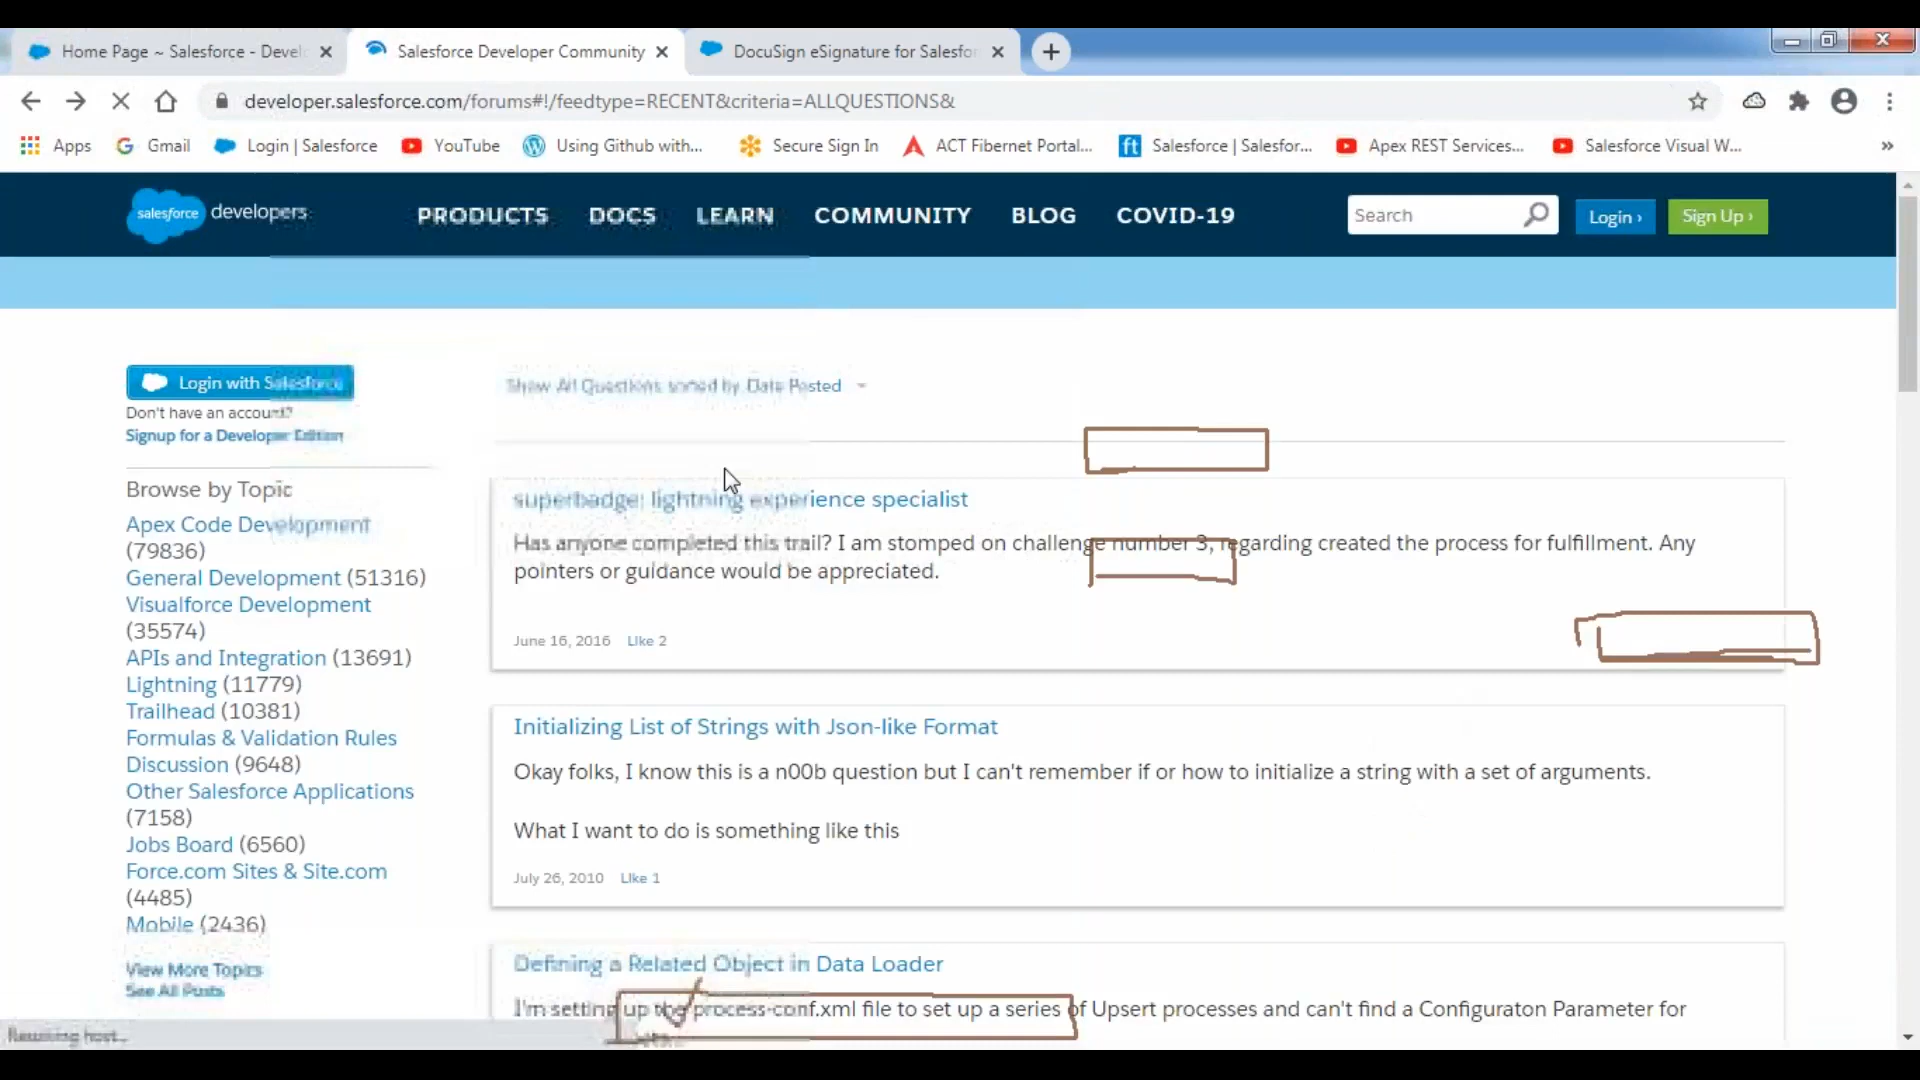 Home Page ~ Salesforce - Devel
Salesforce Developer Community
DocuSign eSignature for Salesfo
developer.salesforce.com/forums#!/feedtype=RECENT&criteria=ALLQUESTIONS&
Apps
Gmail
Login | Salesforce
YouTube
Using Github with...
Secure Sign In
ACT Fibernet Portal...
ft
Salesforce | Salesfor...
Apex REST Services...
Salesforce Visual W...
»
salesforce developers
PRODUCTS
DOCS
LEARN
COMMUNITY
BLOG
COVID-19
Search
Login ›
Sign Up ›
Login with Salesforce
Don't have an account?
Signup for a Developer Edition
Show All Questions sorted by Date Posted
Browse by Topic
Apex Code Development
(79836)
General Development (51316)
Visualforce Development
(35574)
APIs and Integration (13691)
Lightning (11779)
Trailhead (10381)
Formulas & Validation Rules
Discussion (9648)
Other Salesforce Applications
(7158)
Jobs Board (6560)
Force.com Sites & Site.com
(4485)
Mobile (2436)
View More Topics
See All Posts
superbadge: lightning experience specialist
Has anyone completed this trail? I am stomped on challenge number 3, regarding created the process for fulfillment. Any
pointers or guidance would be appreciated.
June 16, 2016 Like 2
Initializing List of Strings with Json-like Format
Okay folks, I know this is a n00b question but I can't remember if or how to initialize a string with a set of arguments.
What I want to do is something like this
July 26, 2010 Like 1
Defining a Related Object in Data Loader
I'm setting up the process-conf.xml file to set up a series of Upsert processes and can't find a Configuraton Parameter for
Resolving host...